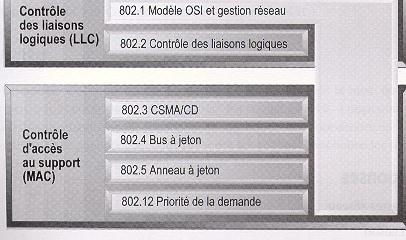 Contrôle
des liaisons
logiques (LLC)
802.1 Modèle OSI et gestion réseau
802.2 Contrôle des liaisons logiques
Contrôle
d'accès
au support
(MAC)
802.3 CSMA/CD
802.4 Bus à jeton
802.5 Anneau à jeton
802.12 Priorité de la demande